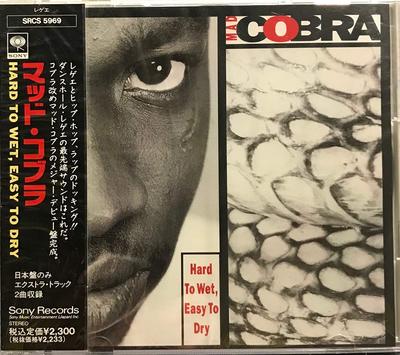 レゲエ
SRCS 5969
SONY
マッド・コブラ
HARD TO WET, EASY TO DRY
レゲエとヒップ・ホップ、ラップのドッキング!!
ダンスホール・レゲエの最先端サウンドはこれだ。
コブラ改めマッド・コブラのメジャー・デビュー盤完成。
日本盤のみ
エクストラ・トラック
2曲収録
Sony Records
Sony Music Entertainment (Japan) Inc.
STEREO
税込定価¥2,300
(税抜価格¥2,233)
MAD
COBRA
Hard
To Wet,
Easy To
Dry